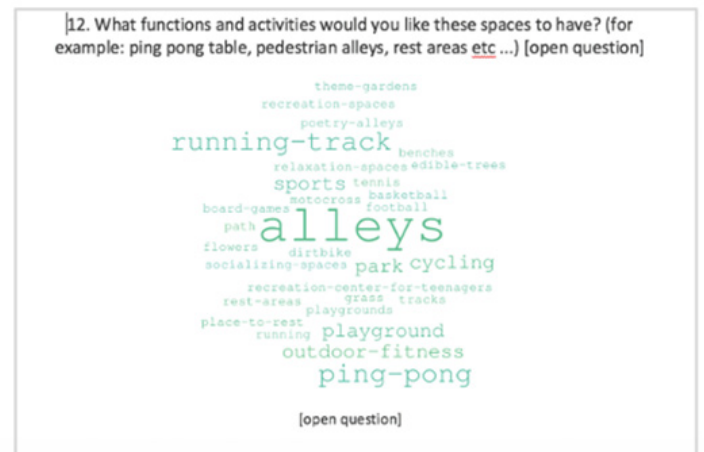 12. What functions and activities would you like these spaces to have? (for
example: ping pong table, pedestrian alleys, rest areas etc ...) [open question]
theme-gardens
recreation-spaces
poetry-alleys
running-track
benches
relaxation-spaces edible-trees
sports tennis
motocross basketball
board-games football
path alleys
flowers
dirtbike
socializing-spaces park cycling
recreation-center-for-teenagers
rest-areas grass tracks
playgrounds
place-to-rest
running playground
outdoor-fitness
ping-pong
[open question]